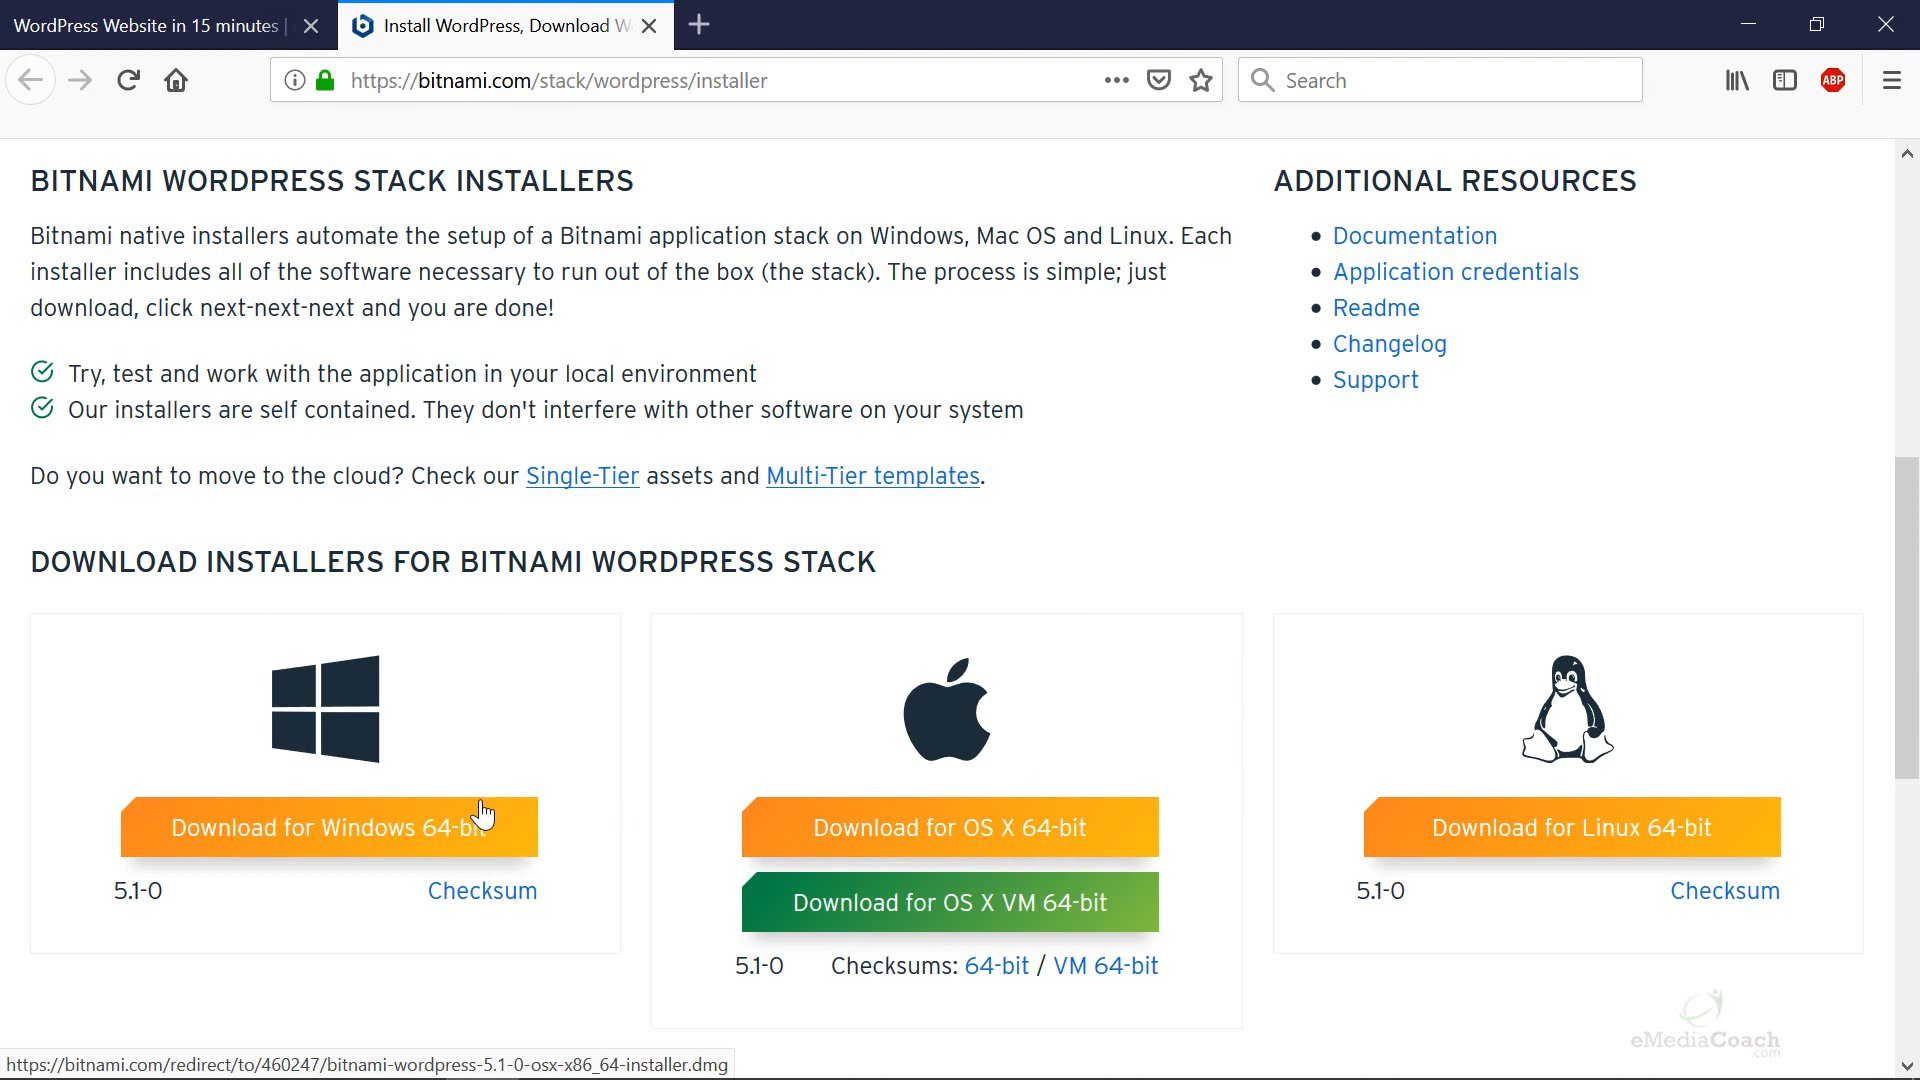 WordPress Website in 15 minutes |
Install WordPress, Download W
https://bitnami.com/stack/wordpress/installer
Search
ABP
BITNAMI WORDPRESS STACK INSTALLERS
Bitnami native installers automate the setup of a Bitnami application stack on Windows, Mac OS and Linux. Each
installer includes all of the software necessary to run out of the box (the stack). The process is simple; just
download, click next-next-next and you are done!
Try, test and work with the application in your local environment
Our installers are self contained. They don't interfere with other software on your system
Do you want to move to the cloud? Check our Single-Tier assets and Multi-Tier templates.
ADDITIONAL RESOURCES
Documentation
Application credentials
Readme
Changelog
Support
DOWNLOAD INSTALLERS FOR BITNAMI WORDPRESS STACK
Download for Windows 64-bit
5.1-0 Checksum
Download for OS X 64-bit
Download for OS X VM 64-bit
5.1-0 Checksums: 64-bit / VM 64-bit
Download for Linux 64-bit
5.1-0 Checksum
eMediaCoach
.com
https://bitnami.com/redirect/to/460247/bitnami-wordpress-5.1-0-osx-x86_64-installer.dmg